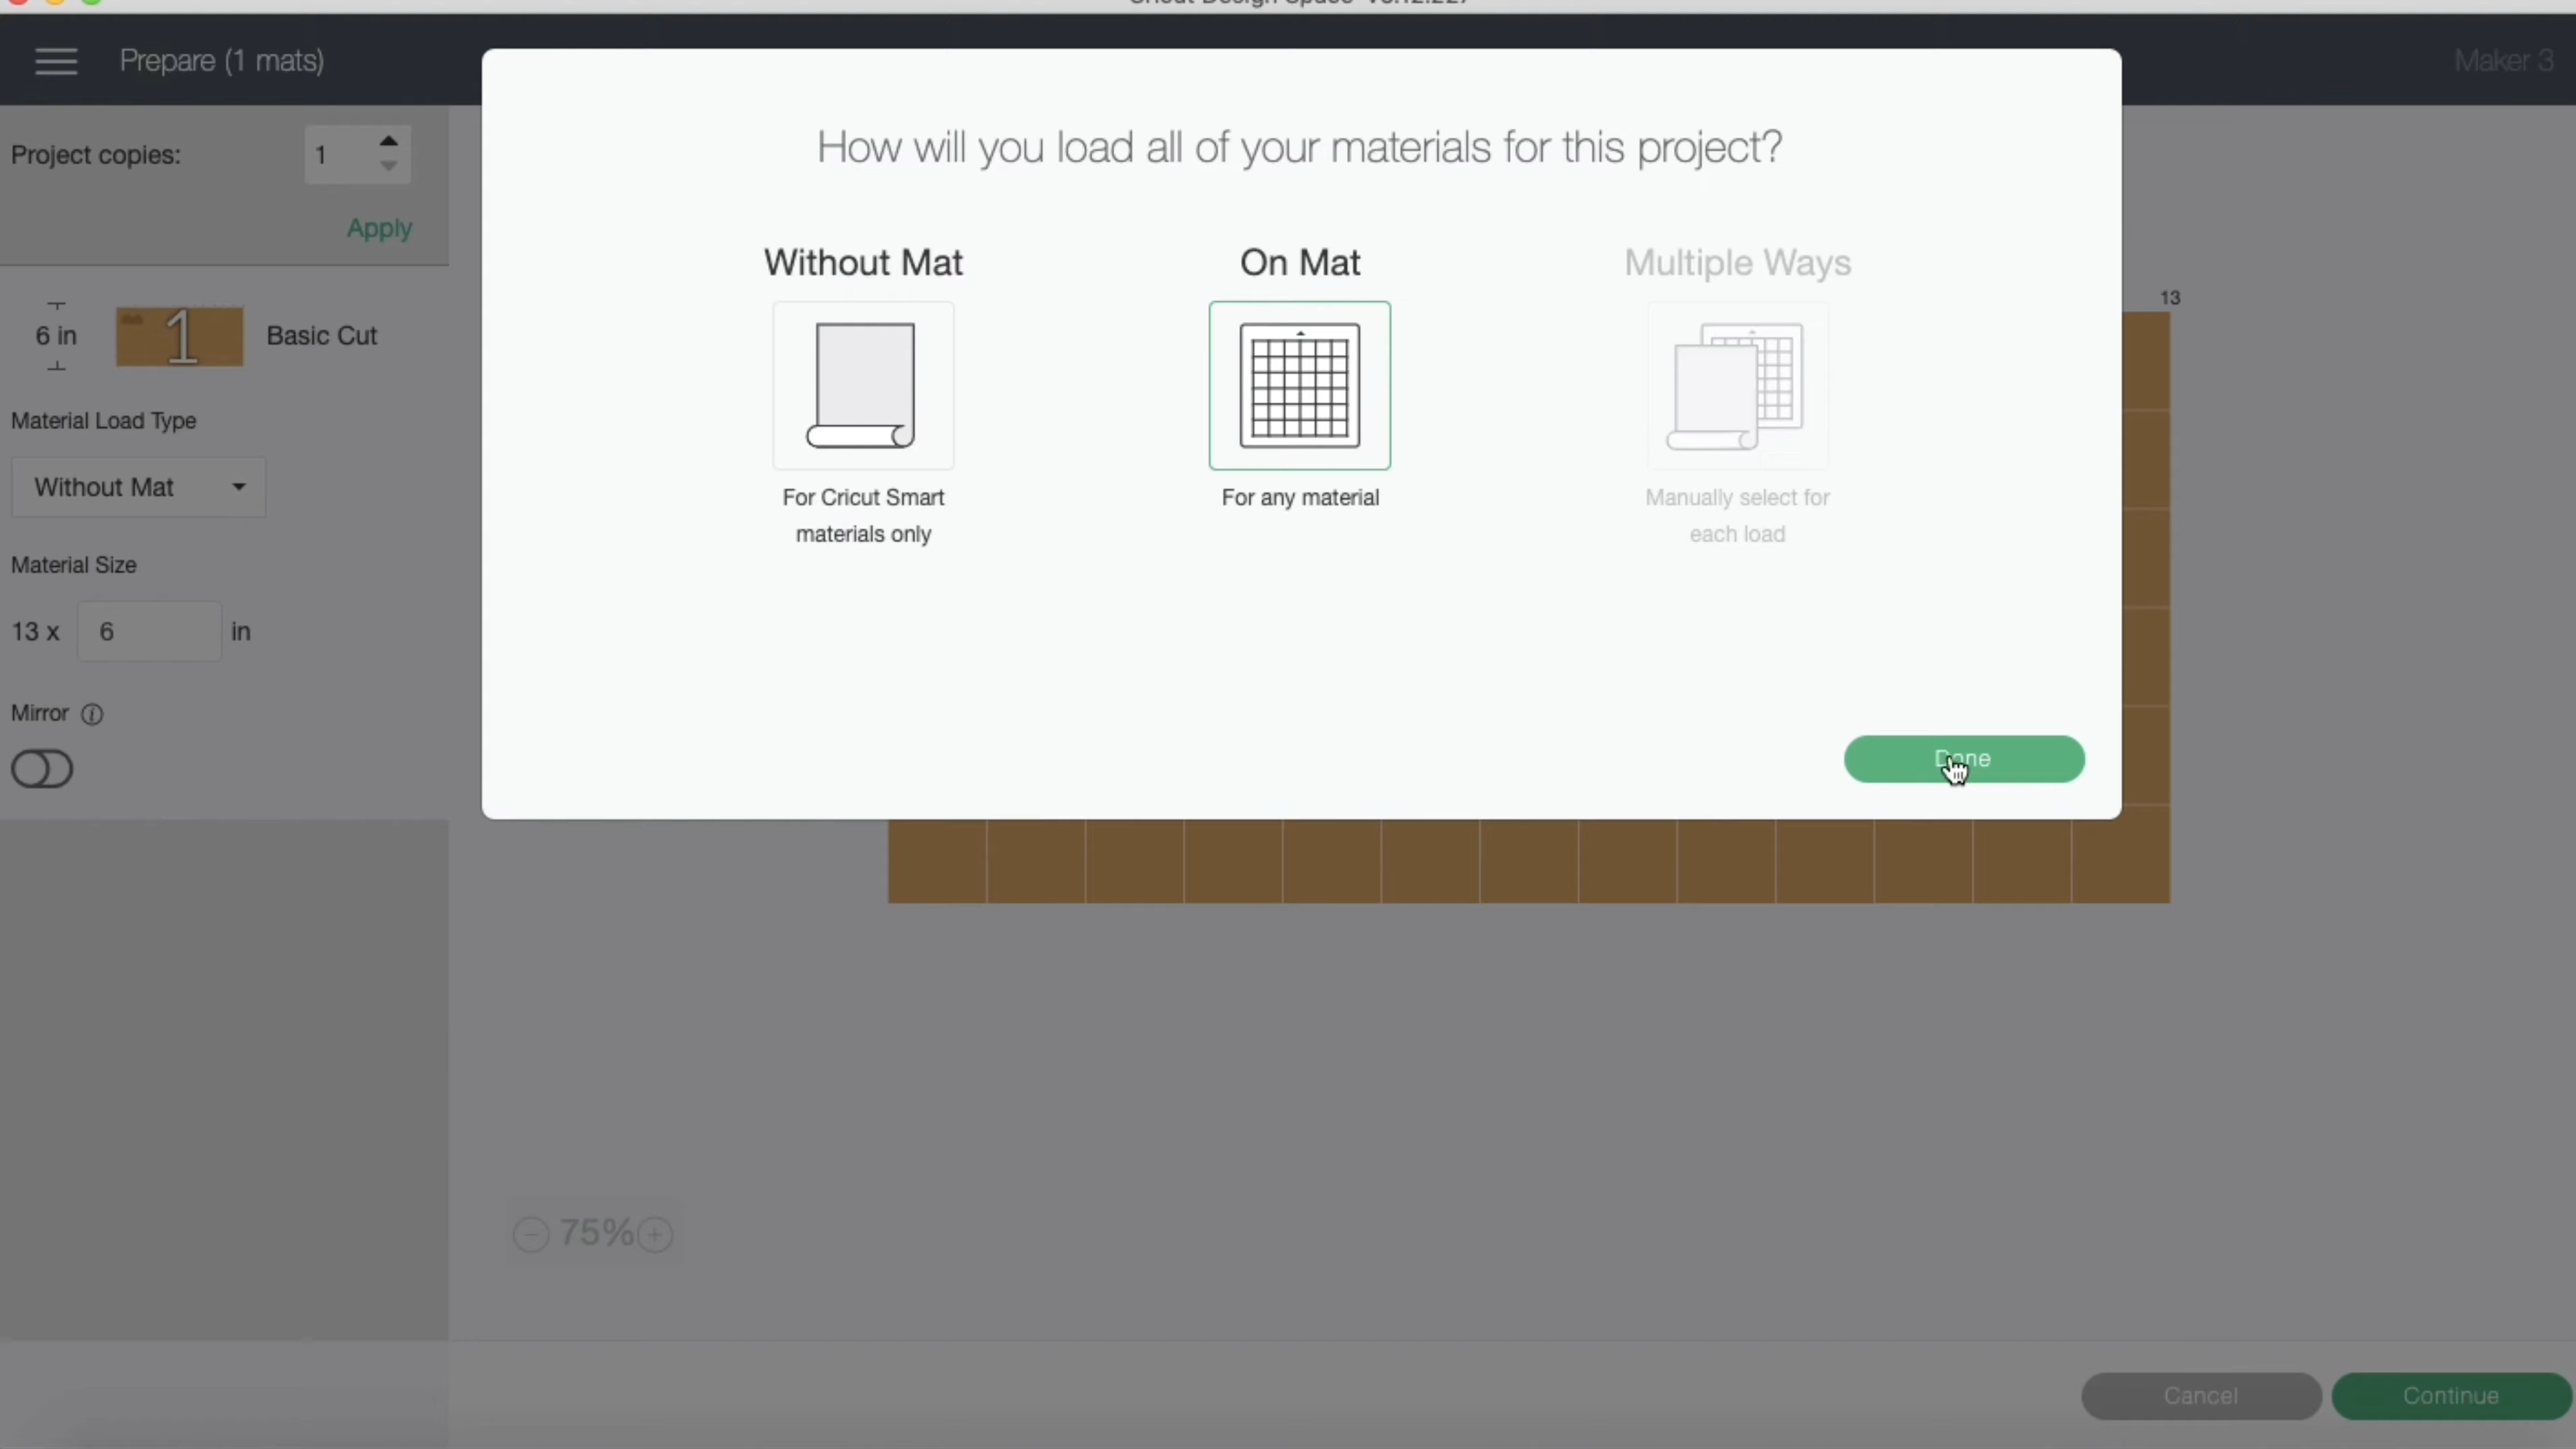 Prepare (1 mats)
Maker 3
Project copies:
1
Apply
6 in
1
Basic Cut
Material Load Type
Without Mat
Material Size
13 x 6 in
Mirror
How will you load all of your materials for this project?
Without Mat
For Cricut Smart
materials only
On Mat
For any material
Multiple Ways
Manually select for
each load
Done
13
75%
Cancel
Continue